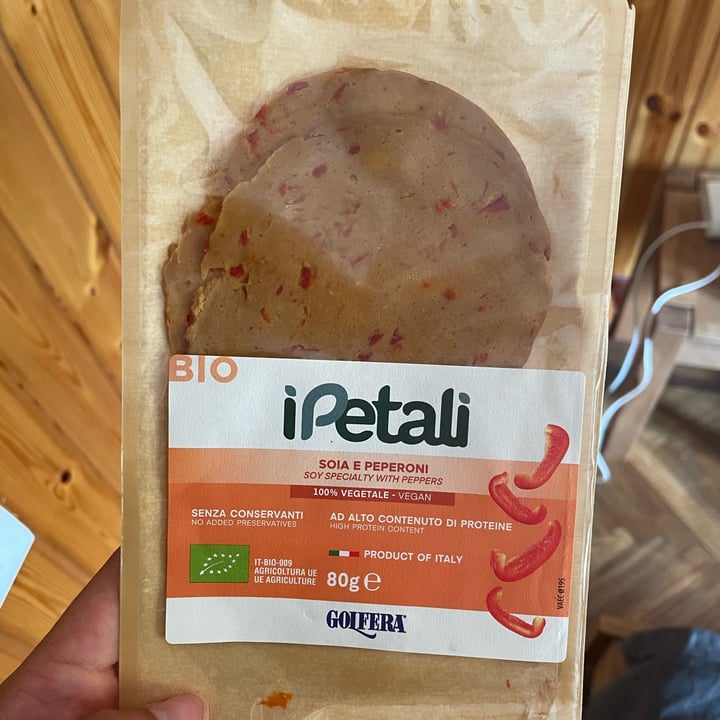 BIO
iPetali
SOIA E PEPERONI
SOY SPECIALTY WITH PEPPERS
100% VEGETALE - VEGAN
SENZA CONSERVANTI
NO ADDED PRESERVATIVES
AD ALTO CONTENUTO DI PROTEINE
HIGH PROTEIN CONTENT
IT-BIO-009
AGRICOLTURA UE
UE AGRICULTURE
PRODUCT OF ITALY
80g e
GOLFERA